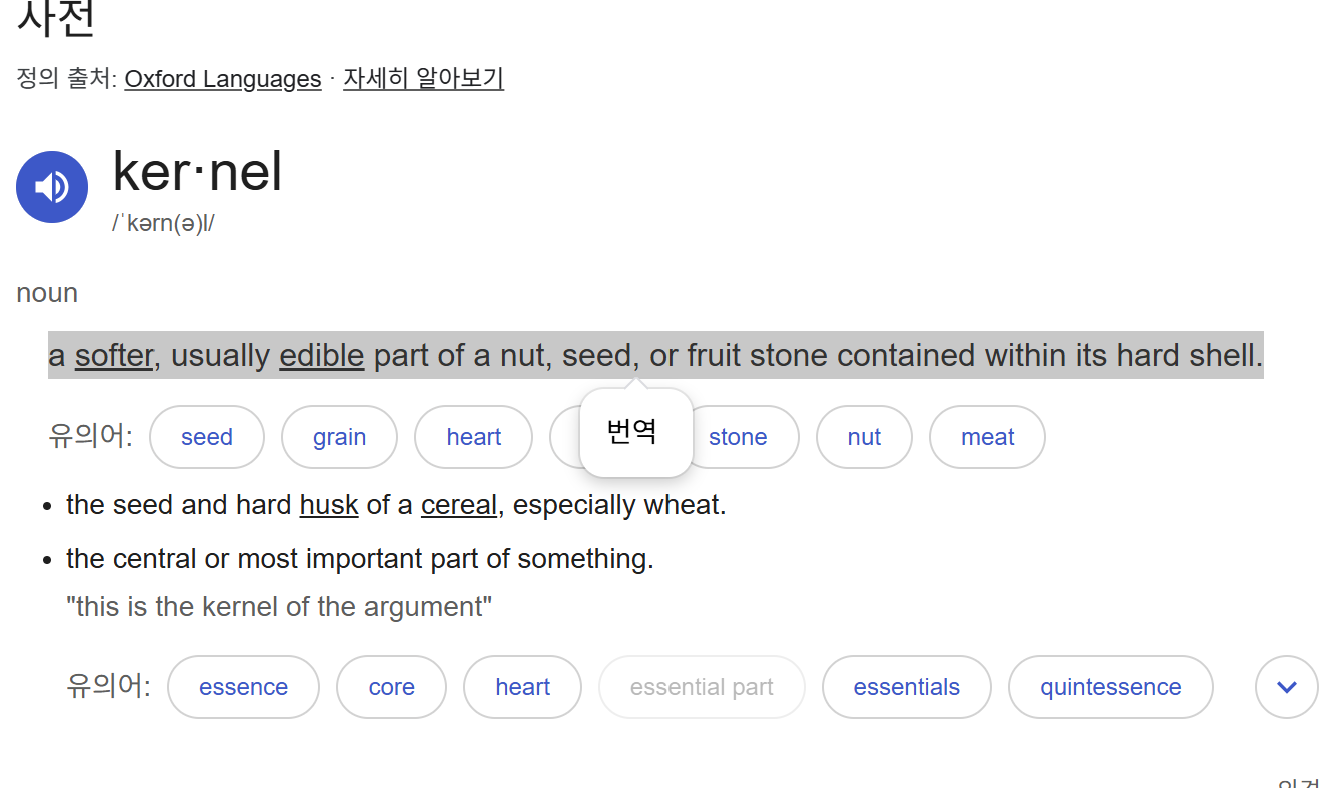 사전
정의 출처: Oxford Languages · 자세히 알아보기
ker·nel
/ˈkərn(ə)l/
noun
a softer, usually edible part of a nut, seed, or fruit stone contained within its hard shell.
번역
유의어: seed grain heart stone nut meat
• the seed and hard husk of a cereal, especially wheat.
• the central or most important part of something.
"this is the kernel of the argument"
유의어: essence core heart essential part essentials quintessence